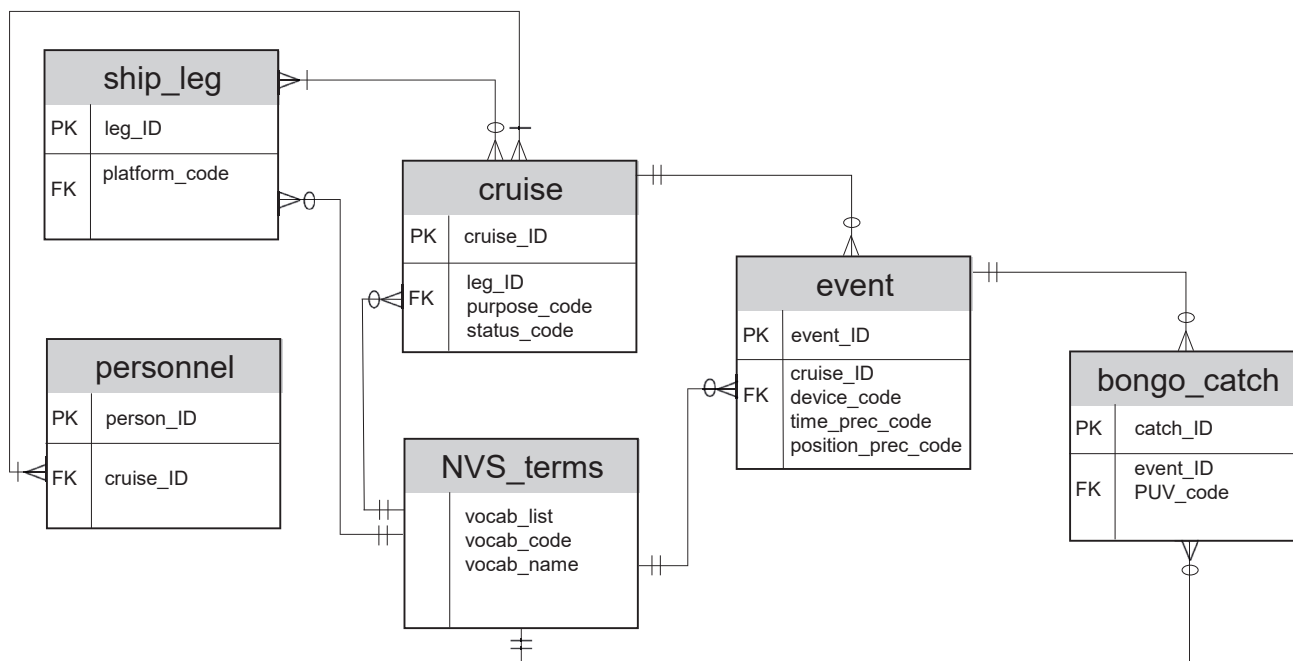 ship_leg
PK leg_ID
FK platform_code
cruise
PK cruise_ID
FK leg_ID
purpose_code
status_code
event
PK event_ID
FK cruise_ID
device_code
time_prec_code
position_prec_code
bongo_catch
PK catch_ID
FK event_ID
PUV_code
personnel
PK person_ID
FK cruise_ID
NVS_terms
vocab_list
vocab_code
vocab_name